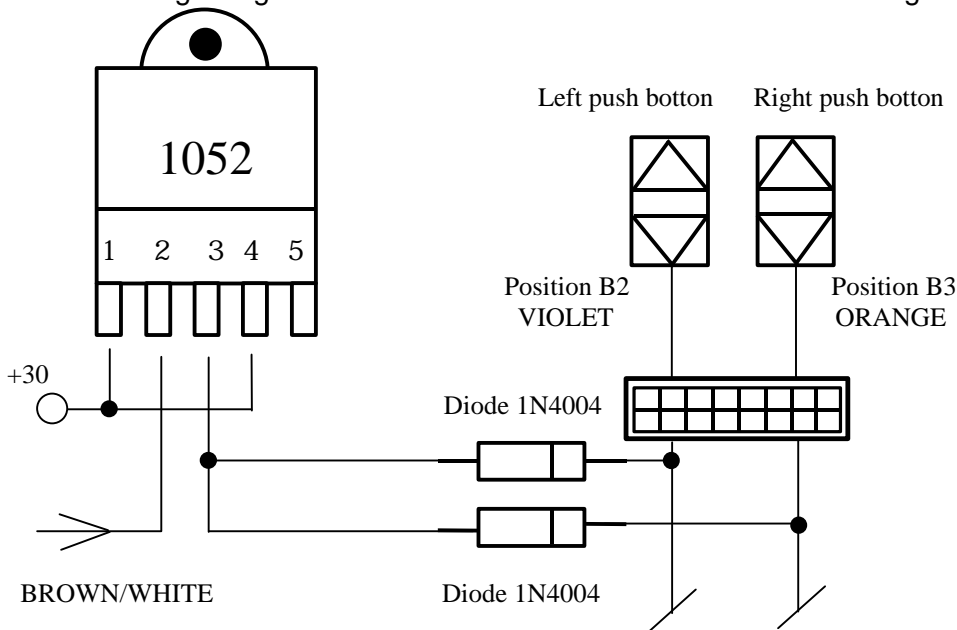 Left push botton Right push botton
1052
1 2 3 4 5
Position B2 Position B3
VIOLET ORANGE
+30
Diode 1N4004
BROWN/WHITE Diode 1N4004